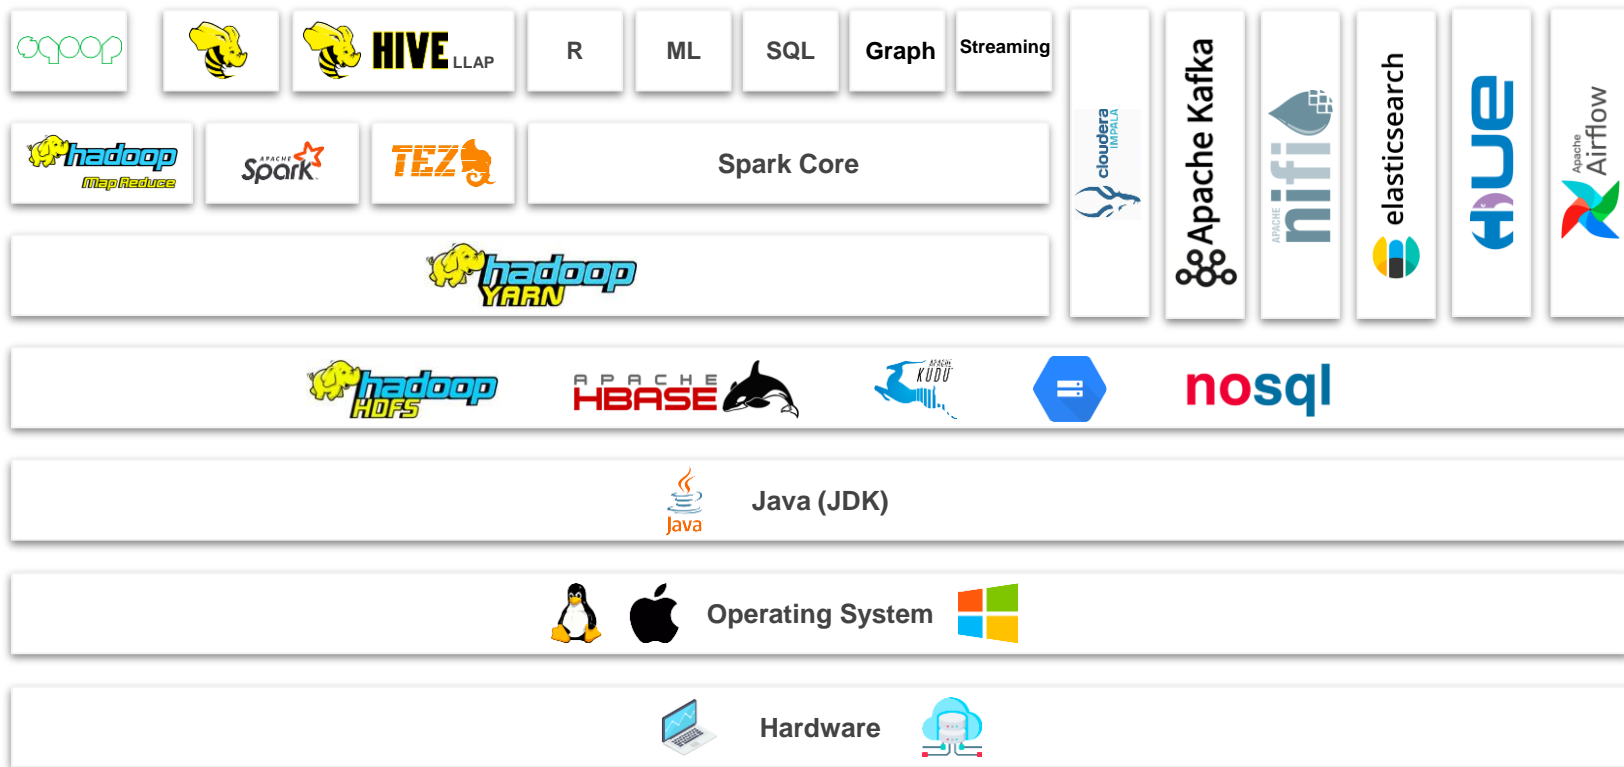 sqoop
HIVE LLAP
R
ML
SQL
Graph
Streaming
cloudera
IMPALA
Apache Kafka
APACHE
nifi
elasticsearch
HUE
Apache
Airflow
hadoop
Map Reduce
APACHE
Spark
TEZ
Spark Core
hadoop
YARN
hadoop
HDFS
APACHE
HBASE
APACHE
KUDU
nosql
Java
Java (JDK)
Operating System
Hardware